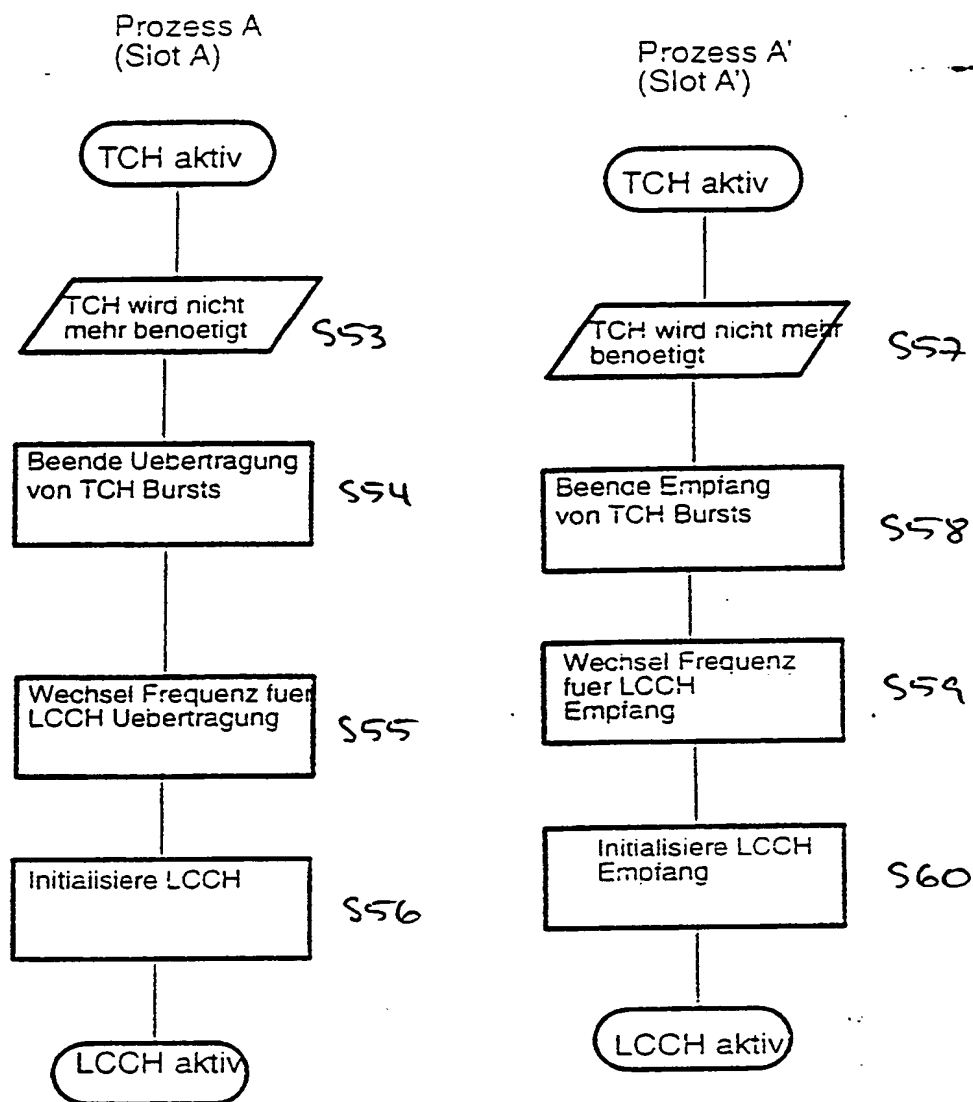 Prozess A
(Slot A)
TCH aktiv
TCH wird nicht
mehr benoetigt
S53
Beende Uebertragung
von TCH Bursts
S54
Wechsel Frequenz fuer
LCCH Uebertragung
S55
Initialisiere LCCH
S56
LCCH aktiv
Prozess A'
(Slot A')
TCH aktiv
TCH wird nicht mehr
benoetigt
S57
Beende Empfang
von TCH Bursts
S58
Wechsel Frequenz
fuer LCCH
Empfang
S59
Initialisiere LCCH
Empfang
S60
LCCH aktiv